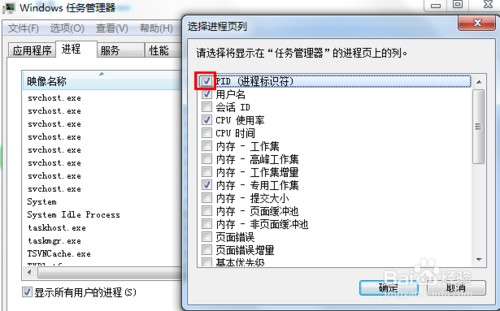 Windows 任务管理器
文件(F) 选项(O) 查看(V) 帮助(H)
应用程序 进程 服务 性能
映像名称
svchost.exe
svchost.exe
svchost.exe
svchost.exe
svchost.exe
svchost.exe
svchost.exe
svchost.exe
System
System Idle Process
taskhost.exe
taskmgr.exe
TSVNCache.exe
显示所有用户的进程(S)
选择进程页列
请选择将显示在“任务管理器”的进程页上的列。
PID (进程标识符)
用户名
会话 ID
CPU 使用率
CPU 时间
内存 - 工作集
内存 - 高峰工作集
内存 - 工作集增量
内存 - 专用工作集
内存 - 提交大小
内存 - 页面缓冲池
内存 - 非页面缓冲池
页面错误
页面错误增量
基本优先级
确定 取消
Baidu 经验